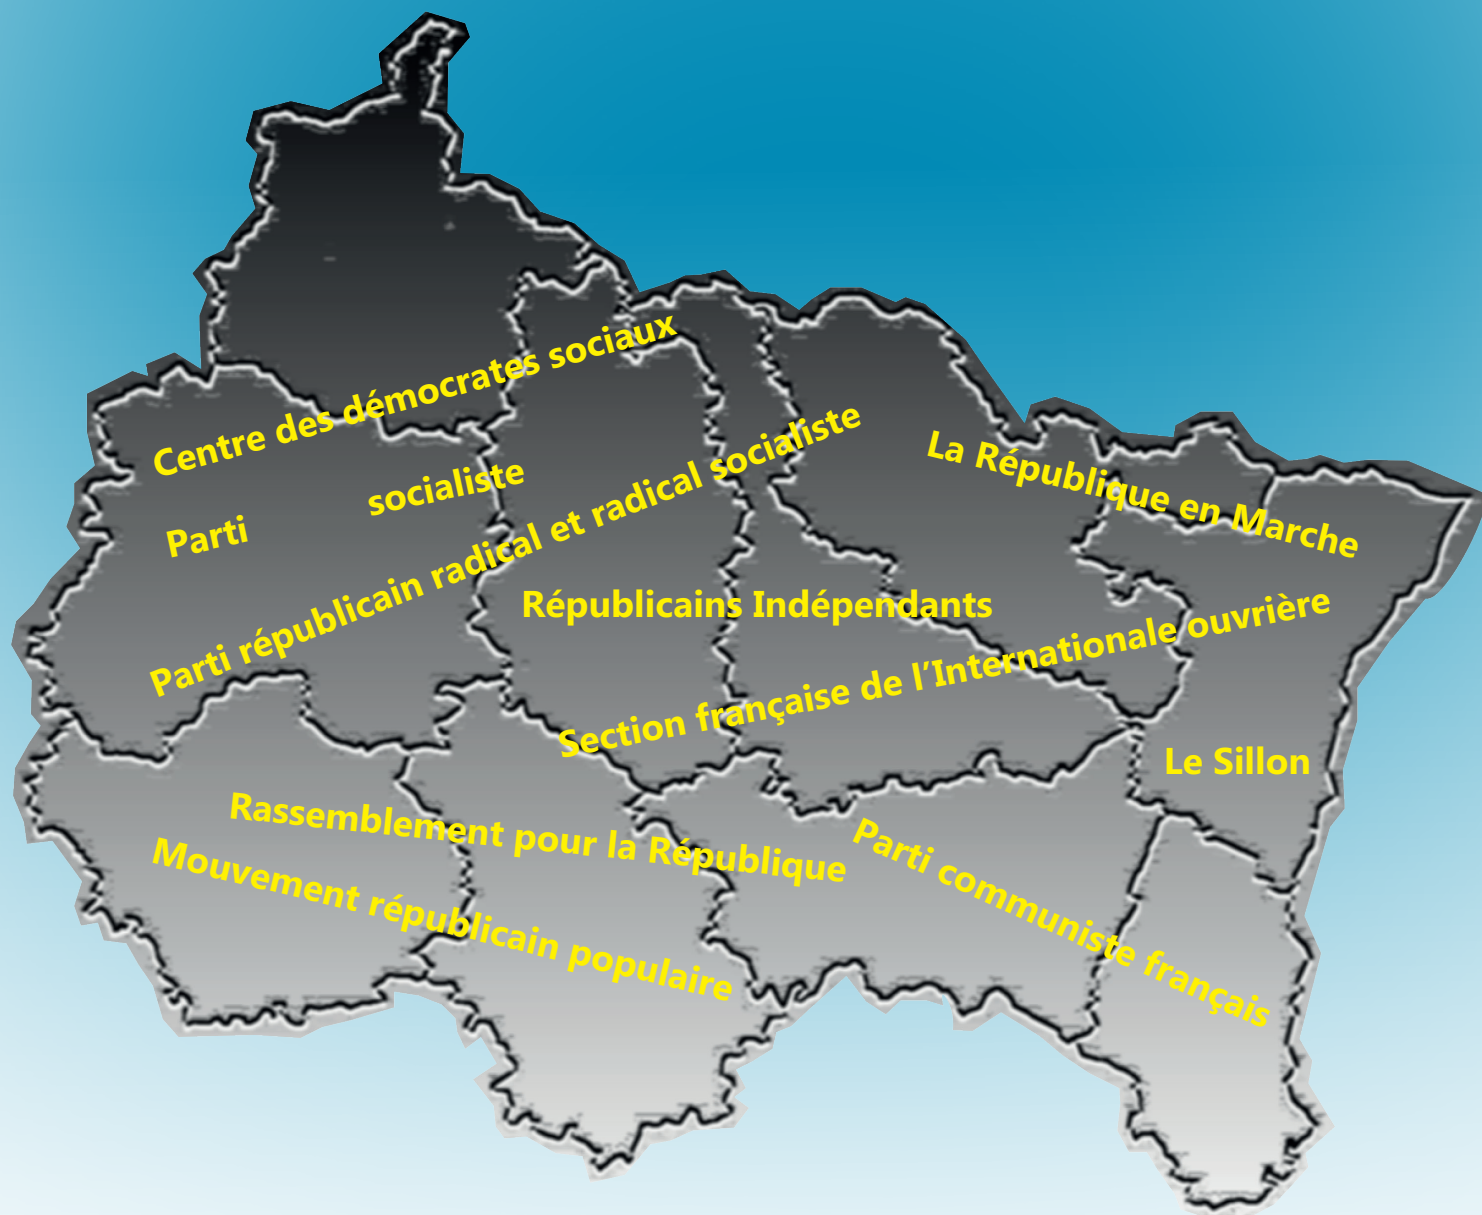 Centre des démocrates sociaux
Parti socialiste
Parti républicain radical et radical socialiste
La République en Marche
Républicains Indépendants
Section française de l’Internationale ouvrière
Le Sillon
Rassemblement pour la République
Mouvement républicain populaire
Parti communiste français